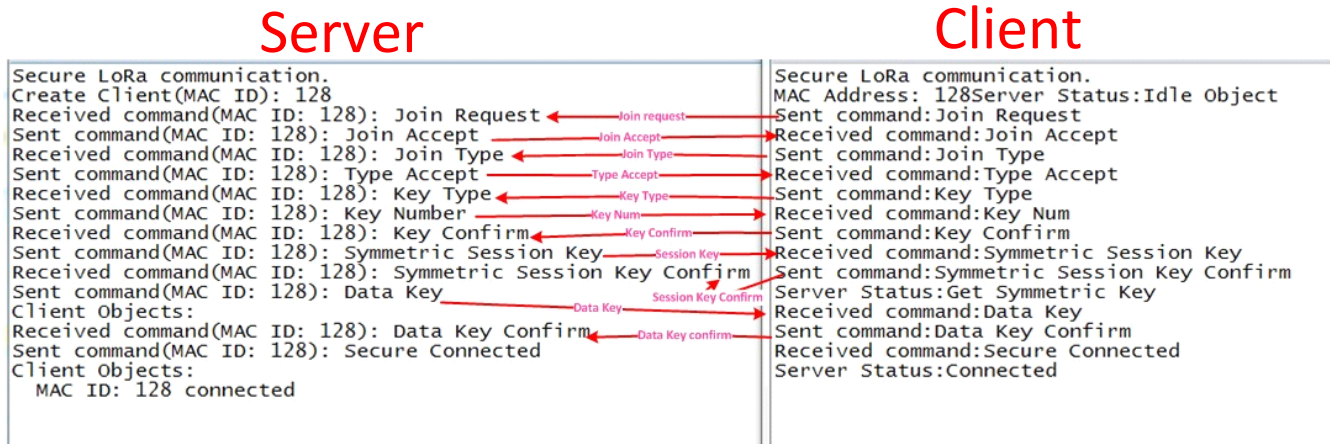 Server
Client
Secure LoRa communication.
Create Client(MAC ID): 128
Received command(MAC ID: 128): Join Request
Sent command(MAC ID: 128): Join Accept
Received command(MAC ID: 128): Join Type
Sent command(MAC ID: 128): Type Accept
Received command(MAC ID: 128): Key Type
Sent command(MAC ID: 128): Key Number
Received command(MAC ID: 128): Key Confirm
Sent command(MAC ID: 128): Symmetric Session Key
Received command(MAC ID: 128): Symmetric Session Key Confirm
Sent command(MAC ID: 128): Data Key
Client Objects:
Received command(MAC ID: 128): Data Key Confirm
Sent command(MAC ID: 128): Secure Connected
Client Objects:
MAC ID: 128 connected
Join request
Join Accept
Join Type
Type Accept
Key Type
Key Num
Key Confirm
Session Key
Session Key Confirm
Data Key
Data Key confirm
Secure LoRa communication.
MAC Address: 128Server Status:Idle Object
Sent command:Join Request
Received command:Join Accept
Sent command:Join Type
Received command:Type Accept
Sent command:Key Type
Received command:Key Num
Sent command:Key Confirm
Received command:Symmetric Session Key
Sent command:Symmetric Session Key Confirm
Server Status:Get Symmetric Key
Received command:Data Key
Sent command:Data Key Confirm
Received command:Secure Connected
Server Status:Connected